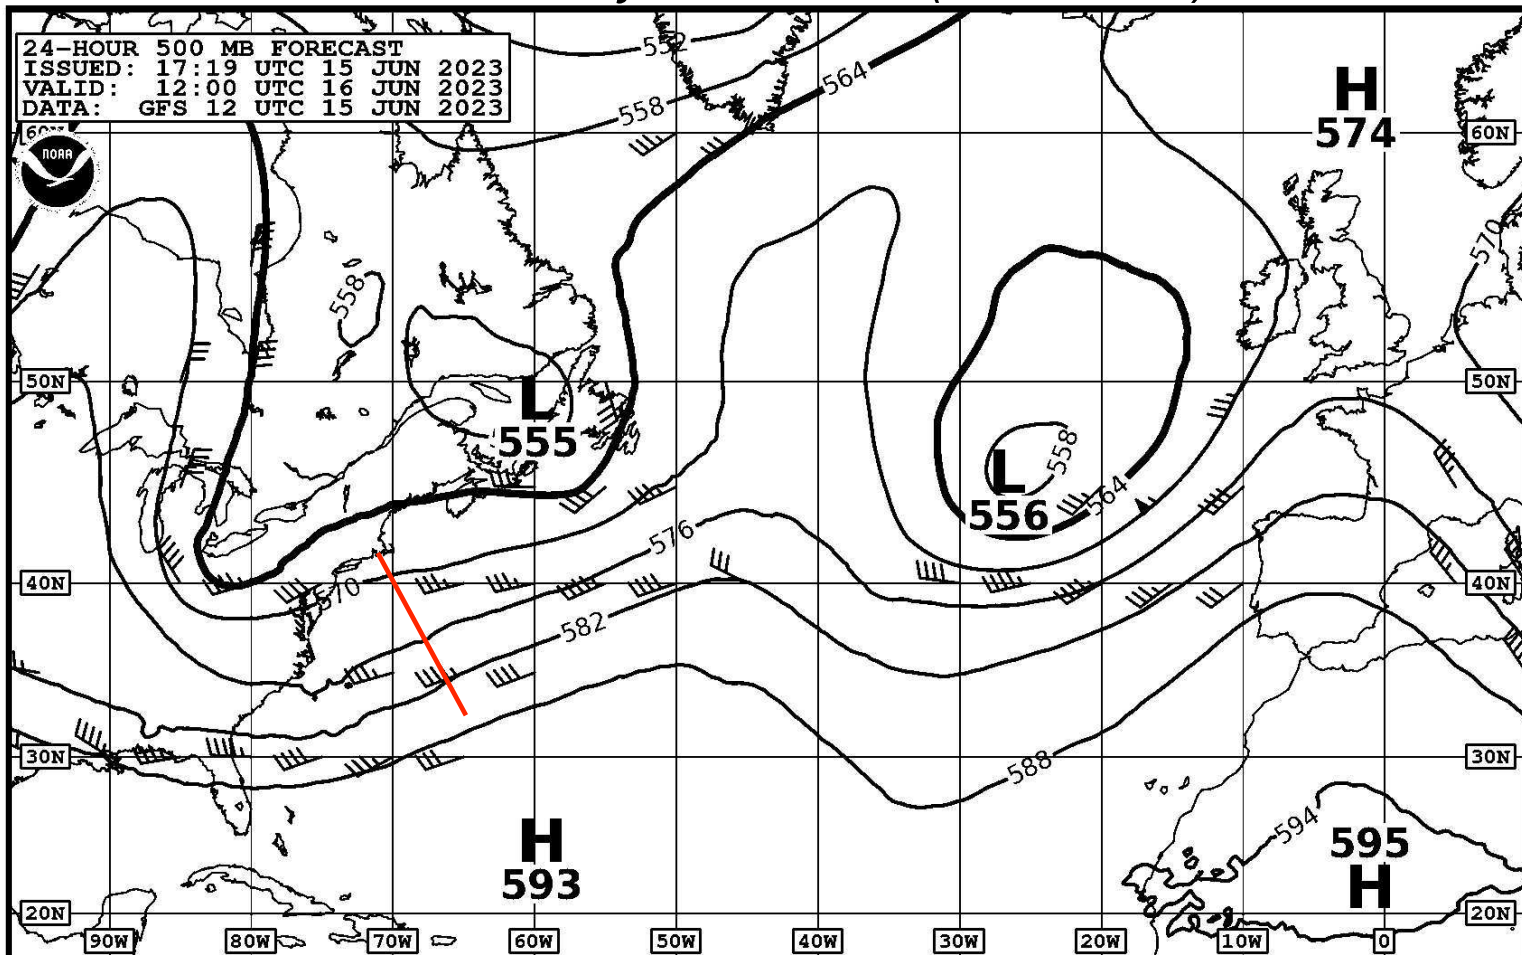 24-HOUR 500 MB FORECAST
ISSUED: 17:19 UTC 15 JUN 2023
VALID: 12:00 UTC 16 JUN 2023
DATA: GFS 12 UTC 15 JUN 2023
552
558
564
H
574
60N
NOAA
570
558
50N
50N
L
555
558
L
556
564
576
40N
570
40N
582
30N
588
30N
H
593
594
595
H
20N
20N
90W
80W
70W
60W
50W
40W
30W
20W
10W
0